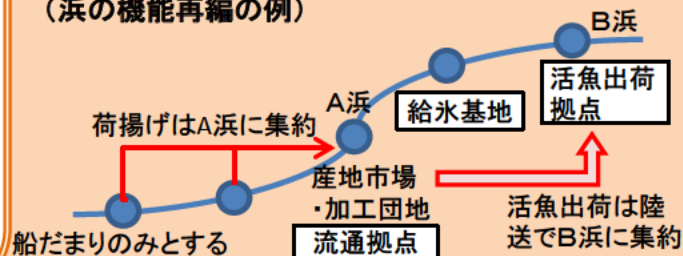 （浜の機能再編の例）
B浜
活魚出荷
拠点
A浜
給氷基地
荷揚げはA浜に集約
産地市場
・加工団地
流通拠点
活魚出荷は陸
送でB浜に集約
船だまりのみとする